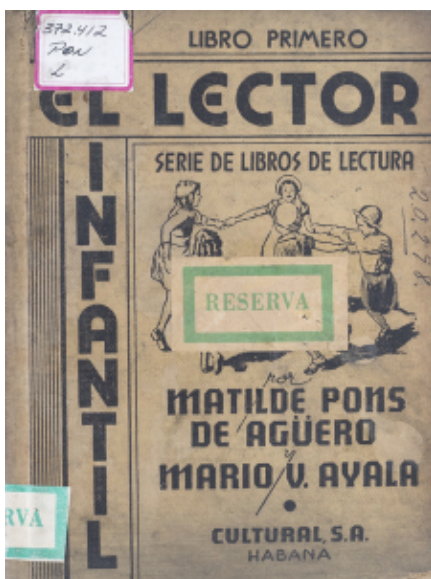 372.412
Pon
L
LIBRO PRIMERO
EL LECTOR
INFANTIL
SERIE DE LIBROS DE LECTURA
20298
RESERVA
por
MATILDE PONS
DE AGÜERO
y
MARIO V. AYALA
CULTURAL, S.A.
HABANA
RVA